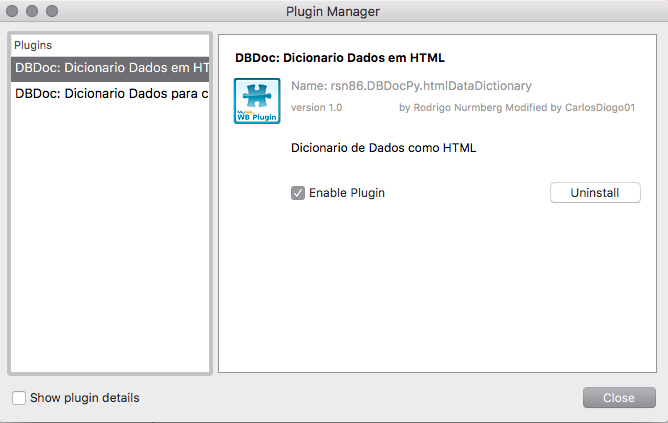 Plugin Manager
Plugins
DBDoc: Dicionario Dados em HT
DBDoc: Dicionario Dados para c
DBDoc: Dicionario Dados em HTML
Name: rsn86.DBDocPy.htmlDataDictionary
version 1.0 by Rodrigo Nurmberg Modified by CarlosDiogo01
WB Plugin
Dicionario de Dados como HTML
Enable Plugin
Uninstall
Show plugin details
Close